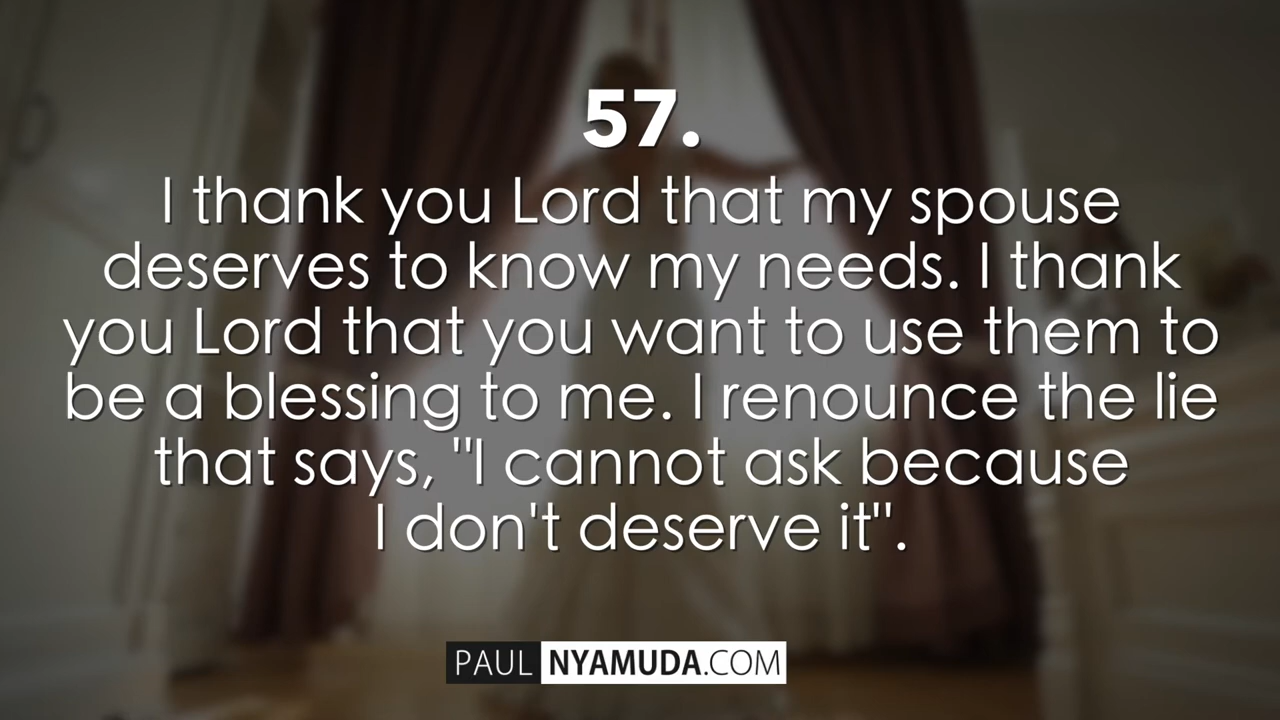 57.
I thank you Lord that my spouse
deserves to know my needs. I thank
you Lord that you want to use them to
be a blessing to me. I renounce the lie
that says, "I cannot ask because
I don't deserve it".
PAUL NYAMUDA.COM